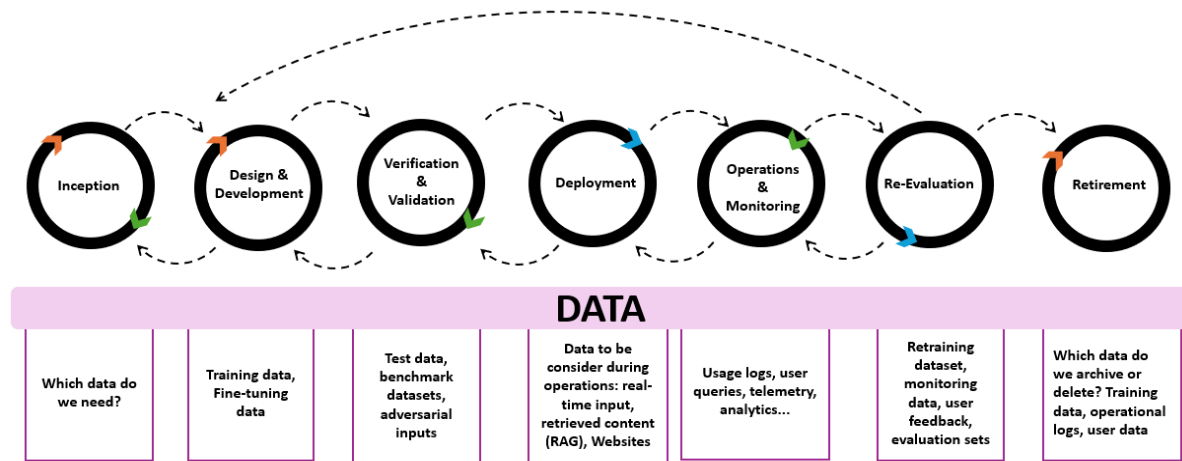 Inception
Design &
Development
Verification
&
Validation
Deployment
Operations
&
Monitoring
Re-Evaluation
Retirement
DATA
Which data do
we need?
Training data,
Fine-tuning
data
Test data,
benchmark
datasets,
adversarial
inputs
Data to be
consider during
operations: real-
time input,
retrieved content
(RAG), Websites
Usage logs, user
queries, telemetry,
analytics...
Retraining
dataset,
monitoring
data, user
feedback,
evaluation sets
Which data do
we archive or
delete? Training
data, operational
logs, user data